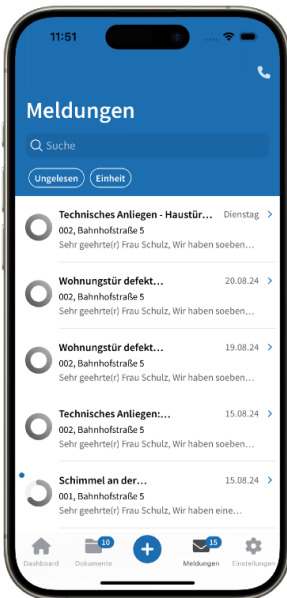 11:51
Meldungen
Suche
Ungelesen Einheit
Technisches Anliegen - Haustür... Dienstag
002, Bahnhofstraße 5
Sehr geehrte(r) Frau Schulz, Wir haben soeben...
Wohnungstür defekt... 20.08.24
002, Bahnhofstraße 5
Sehr geehrte(r) Frau Schulz, Wir haben soeben...
Wohnungstür defekt... 19.08.24
002, Bahnhofstraße 5
Sehr geehrte(r) Frau Schulz, Wir haben soeben...
Technisches Anliegen:... 15.08.24
002, Bahnhofstraße 5
Sehr geehrte(r) Frau Schulz, Wir haben soeben...
Schimmel an der... 15.08.24
001, Bahnhofstraße 5
Sehr geehrte(r) Frau Schulz, Wir haben eine...
10 15
Dashboard Dokumente Meldungen Einstellungen